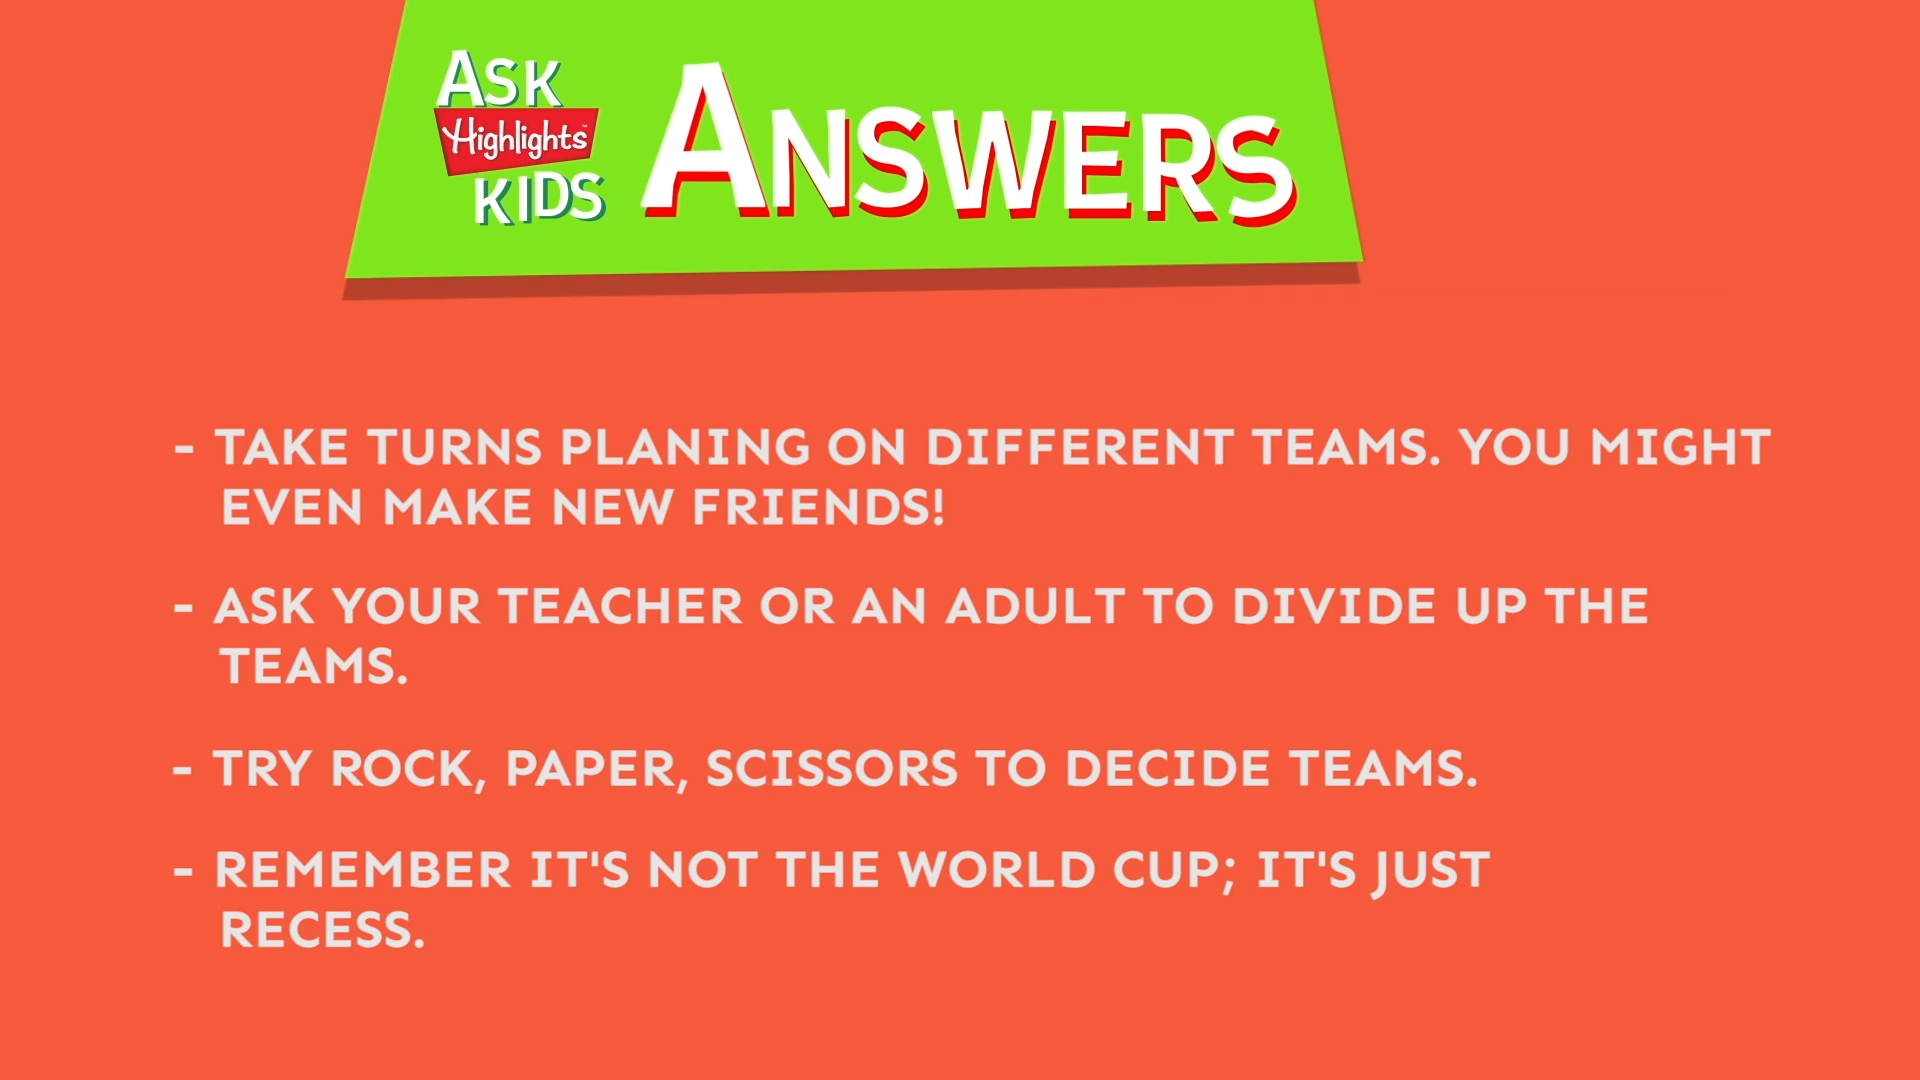 ASK
Highlights™
KIDS
ANSWERS
- TAKE TURNS PLANING ON DIFFERENT TEAMS. YOU MIGHT
EVEN MAKE NEW FRIENDS!
- ASK YOUR TEACHER OR AN ADULT TO DIVIDE UP THE
TEAMS.
- TRY ROCK, PAPER, SCISSORS TO DECIDE TEAMS.
- REMEMBER IT'S NOT THE WORLD CUP; IT'S JUST
RECESS.